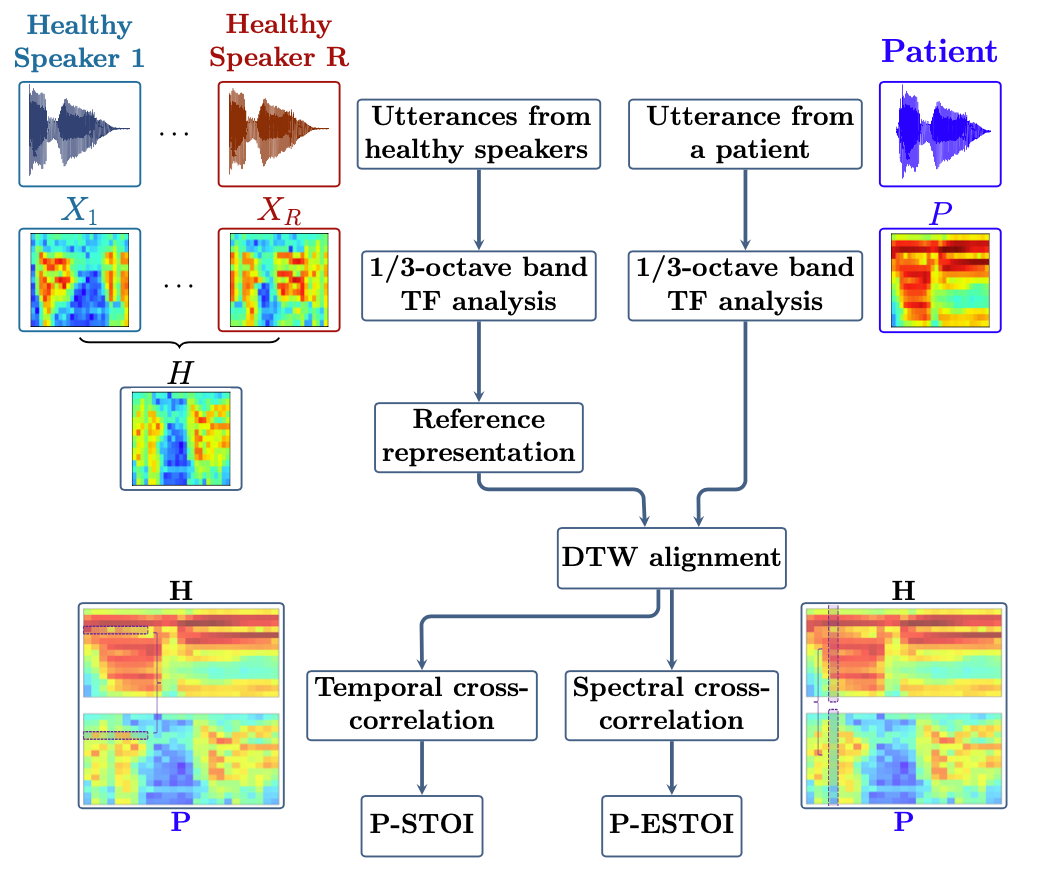 Healthy
Speaker 1
Healthy
Speaker R
Patient
Utterances from
healthy speakers
Utterance from
a patient
. . .
X₁
X_R
P
1/3-octave band
TF analysis
1/3-octave band
TF analysis
. . .
H
Reference
representation
DTW alignment
H
H
Temporal cross-
correlation
Spectral cross-
correlation
P-STOI
P-ESTOI
P
P